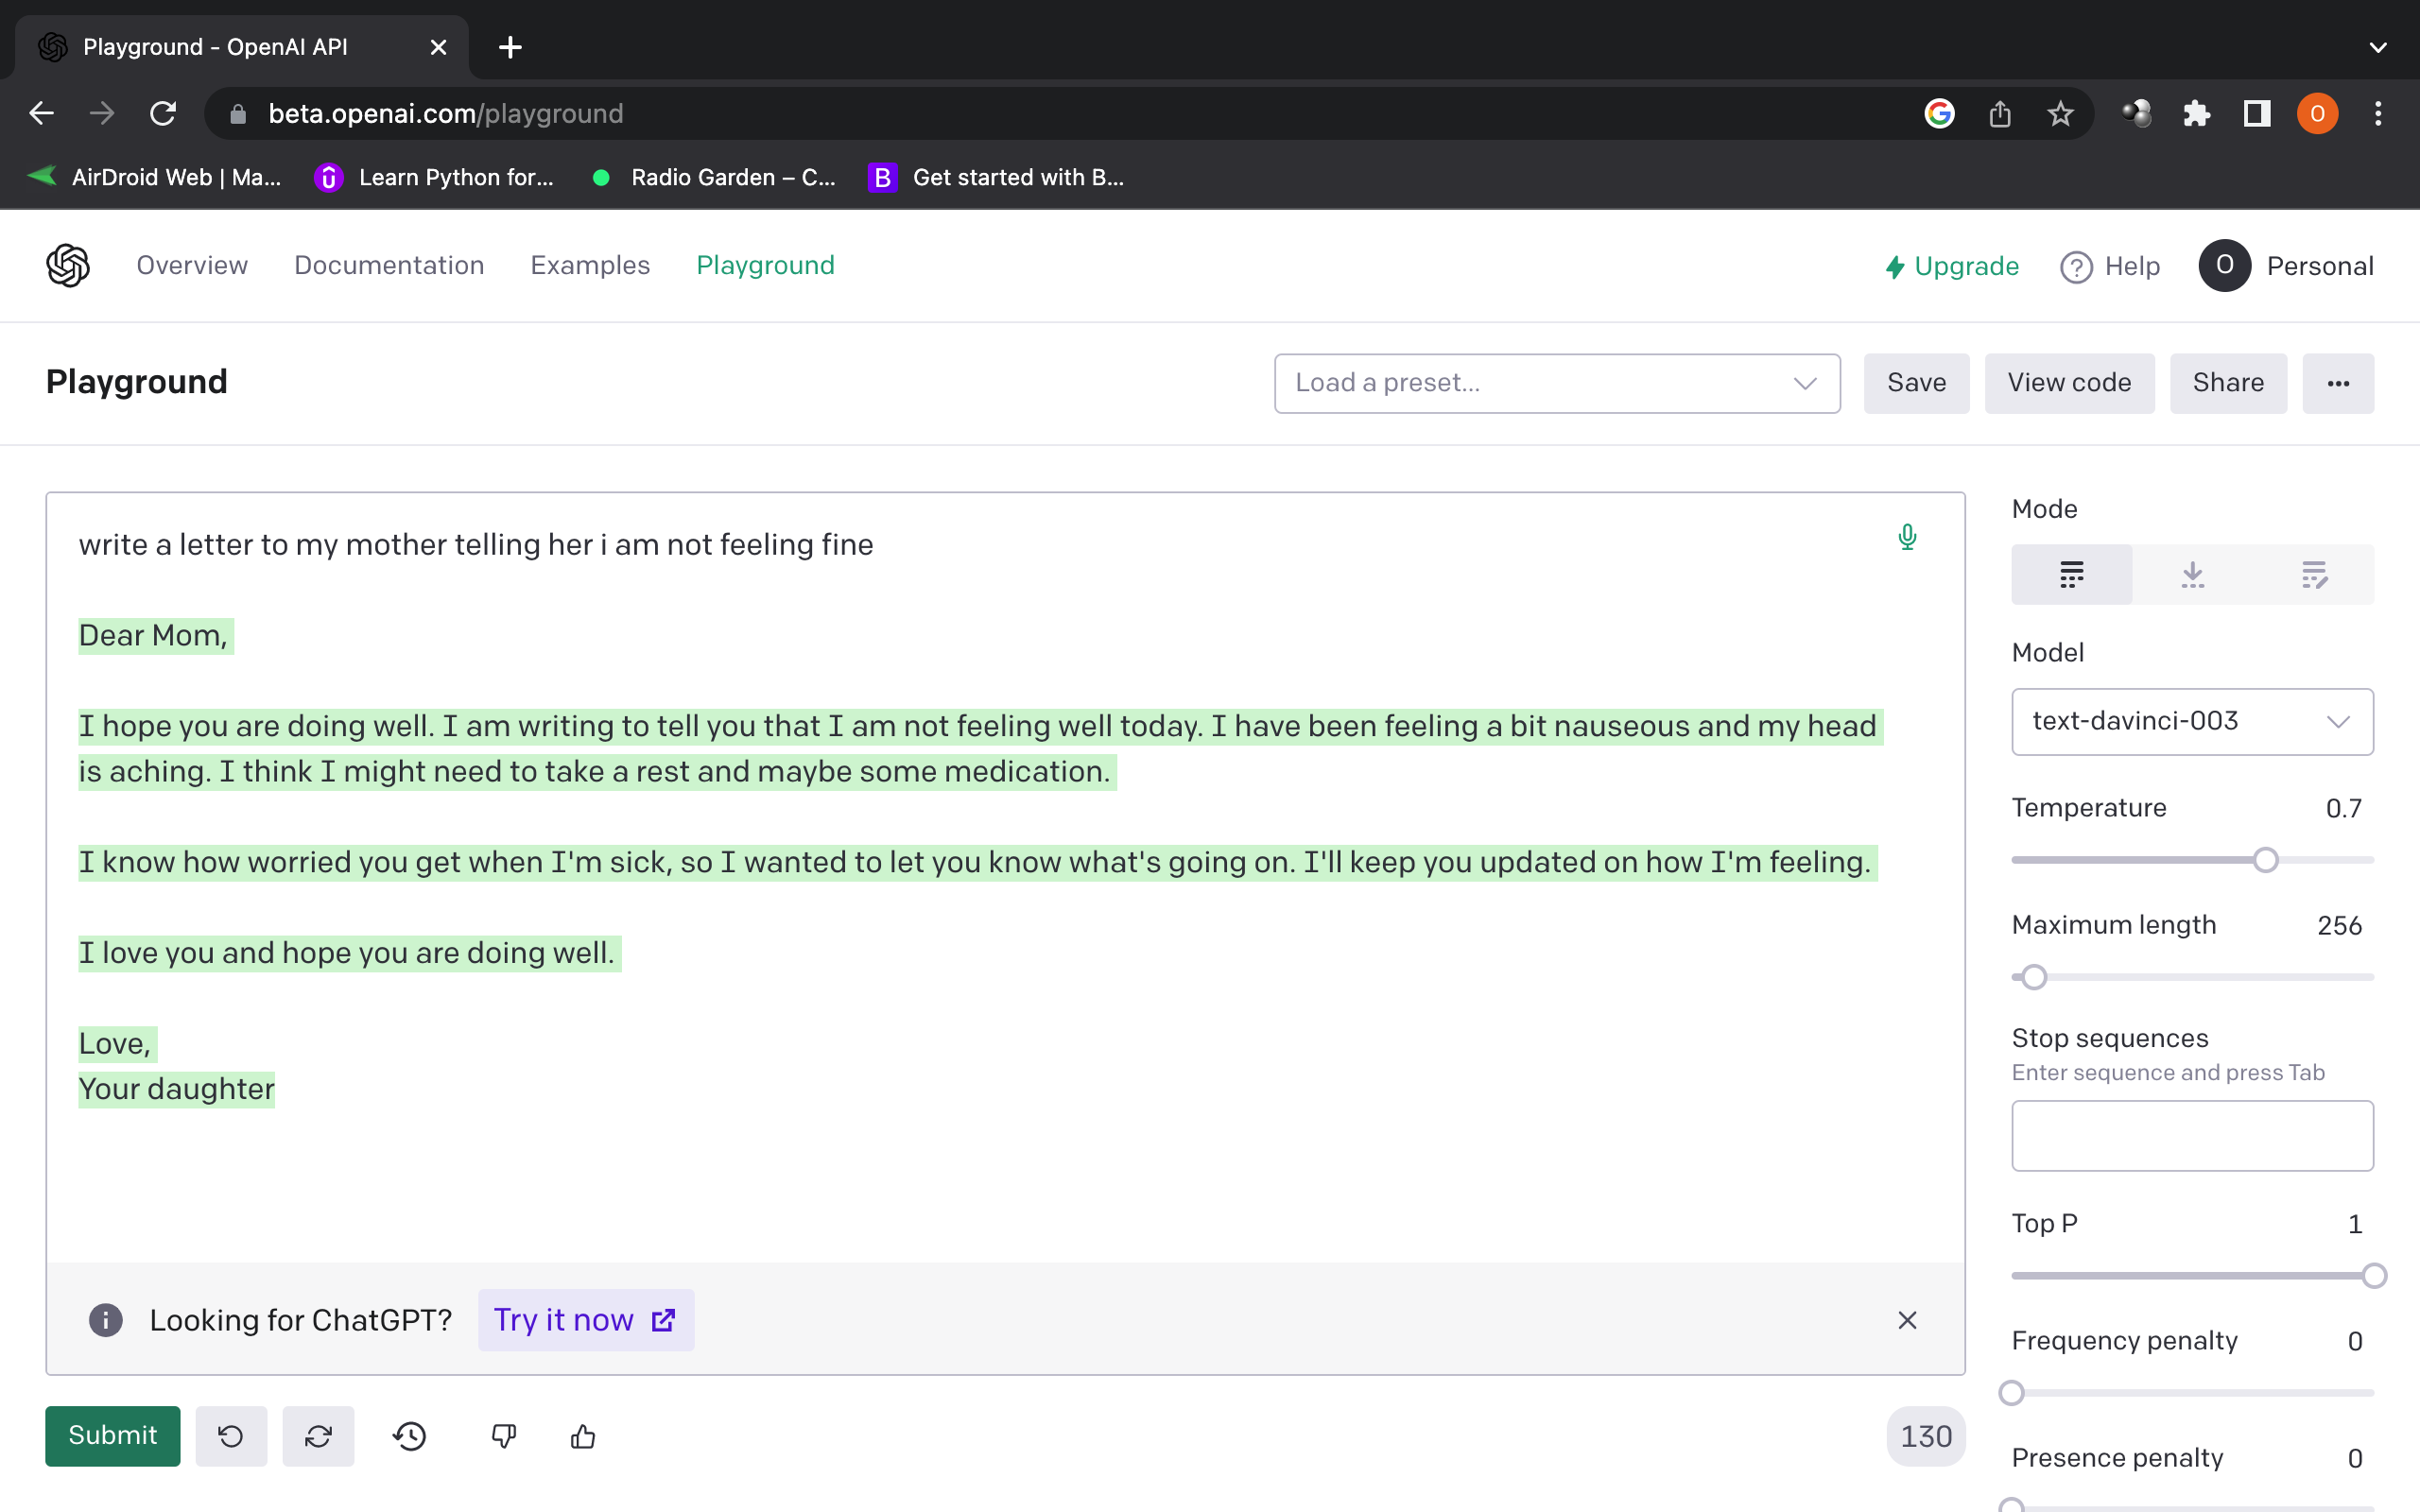 Playground - OpenAI API
beta.openai.com/playground
O
AirDroid Web | Ma...
Learn Python for...
Radio Garden – C...
B
Get started with B...
Overview
Documentation
Examples
Playground
Upgrade
Help
O
Personal
Playground
Load a preset...
Save
View code
Share
write a letter to my mother telling her i am not feeling fine
Dear Mom,
I hope you are doing well. I am writing to tell you that I am not feeling well today. I have been feeling a bit nauseous and my head
is aching. I think I might need to take a rest and maybe some medication.
I know how worried you get when I'm sick, so I wanted to let you know what's going on. I'll keep you updated on how I'm feeling.
I love you and hope you are doing well.
Love,
Your daughter
Looking for ChatGPT?
Try it now
Submit
130
Mode
Model
text-davinci-003
Temperature
0.7
Maximum length
256
Stop sequences
Enter sequence and press Tab
Top P
1
Frequency penalty
0
Presence penalty
0